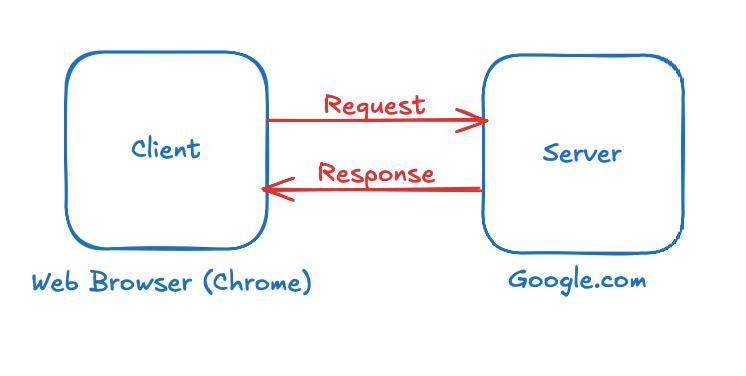 Request
Client
Server
Response
Web Browser (Chrome)
Google.com